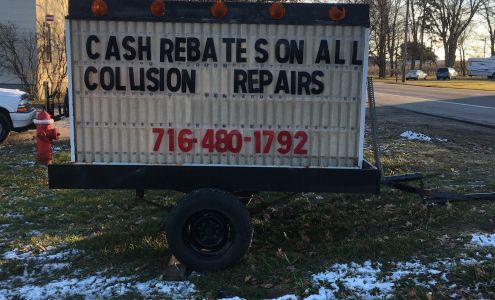 CASH REBATES ON ALL
COLLISION REPAIRS
716-480-1792